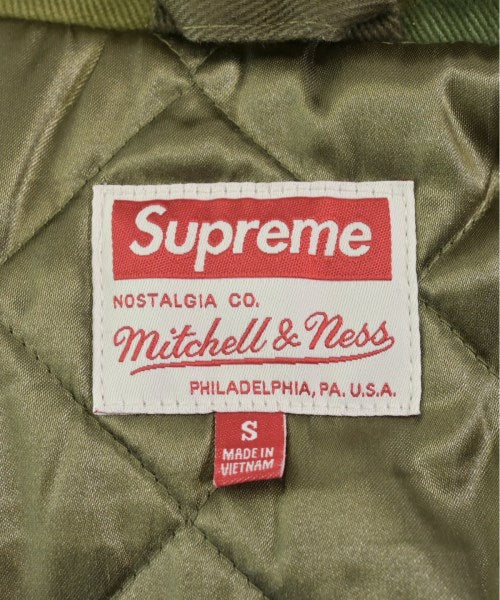 Supreme
NOSTALGIA CO.
Mitchell & Ness
PHILADELPHIA, PA. U.S.A.
S
MADE IN
VIETNAM